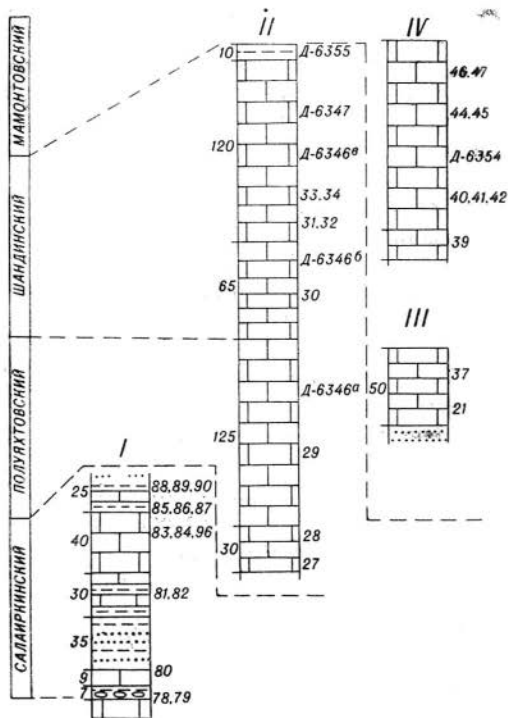 МАМОНТОВСКИЙ
ШАНДИНСКИЙ
ПОЛУЯХТОВСКИЙ
САЛАИРКИНСКИЙ
I
25
88,89.90
85.86.87
40
83,84.96
30
81.82
35
9
80
7
78,79
II
10
Д-6355
Д-6347
120
Д-6346в
33.34
31.32
Д-6346б
65
30
Д-6346а
125
29
28
30
27
IV
46.47
44.45
Д-6354
40,41.42
39
III
37
50
21